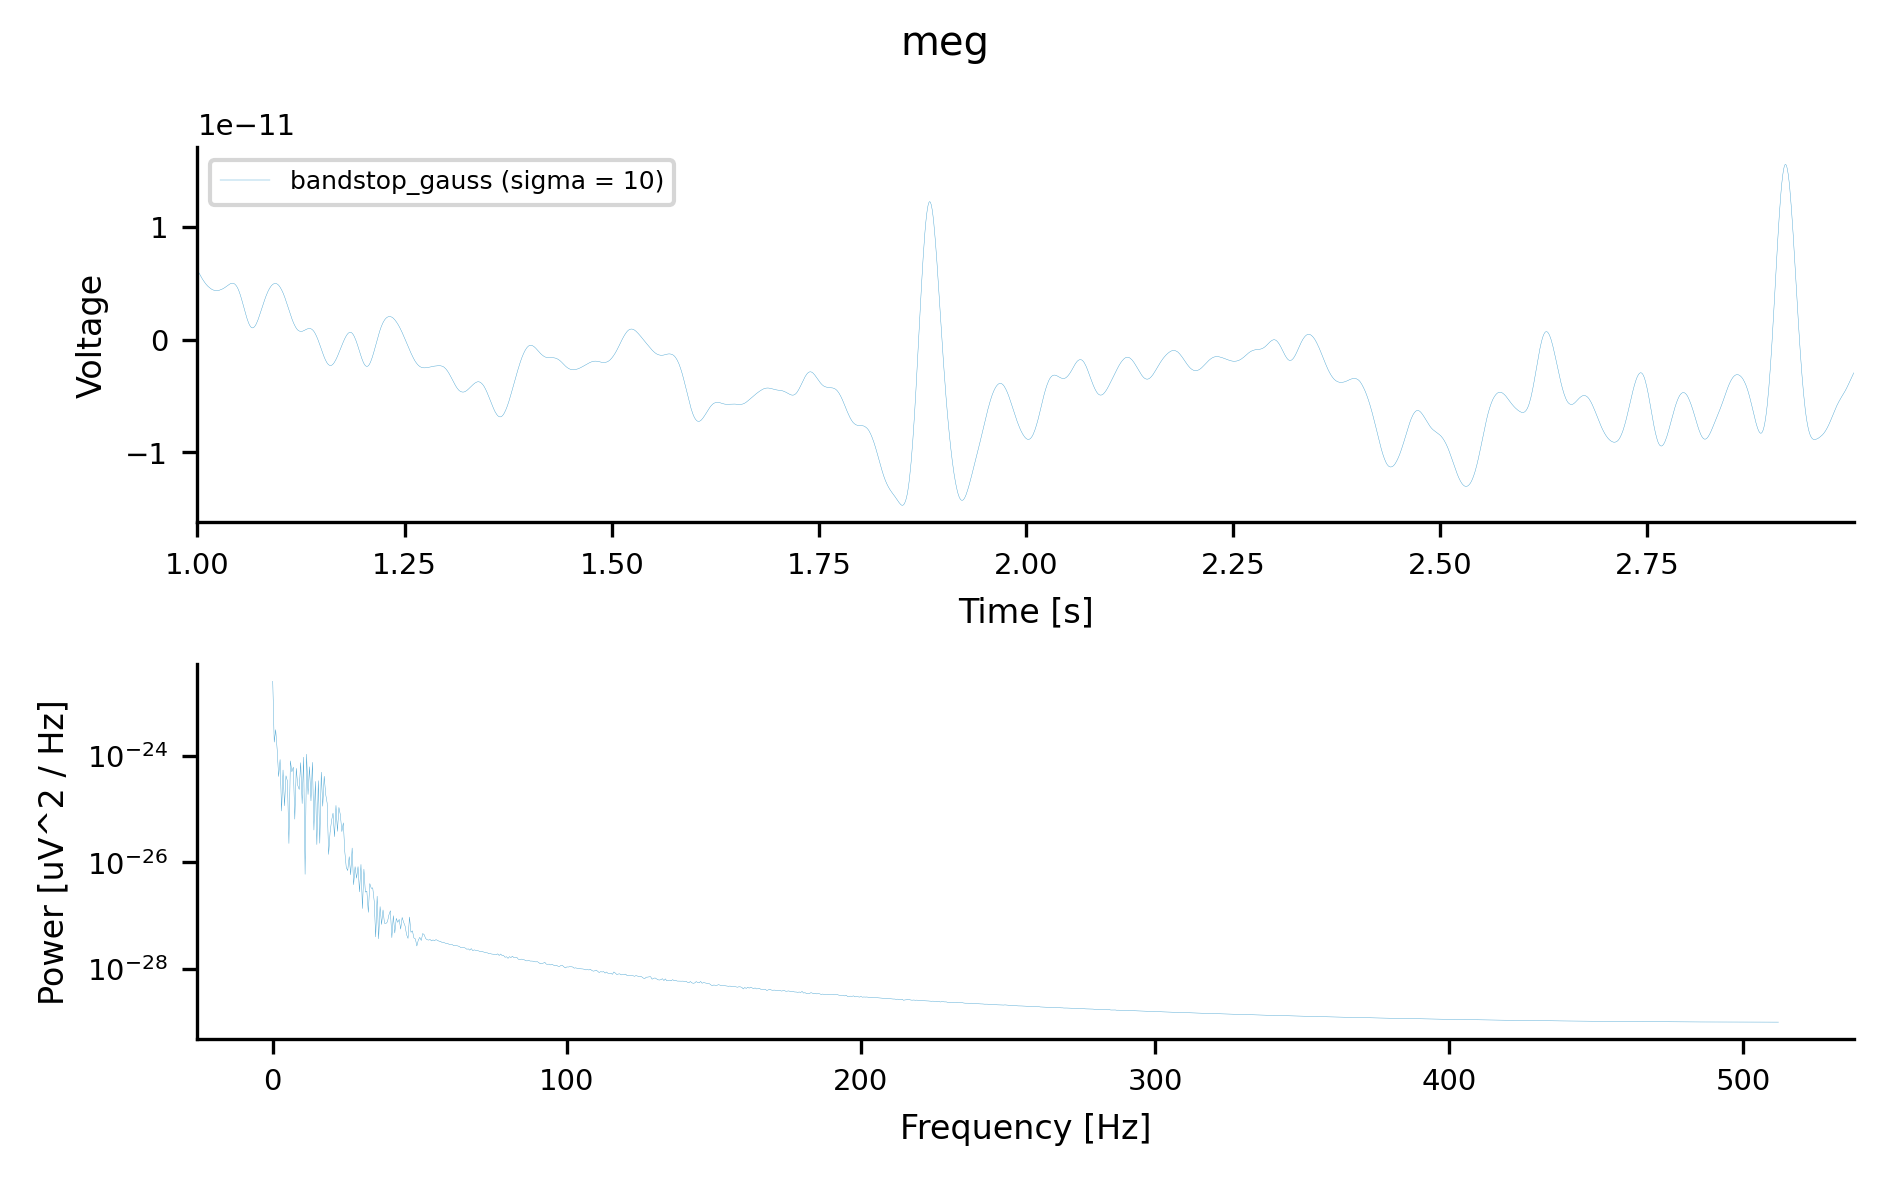 meg
1e−11
bandstop_gauss (sigma = 10)
1
0
−1
Voltage
1.00 1.25 1.50 1.75 2.00 2.25 2.50 2.75
Time [s]
10⁻²⁴
10⁻²⁶
10⁻²⁸
Power [uV^2 / Hz]
0 100 200 300 400 500
Frequency [Hz]